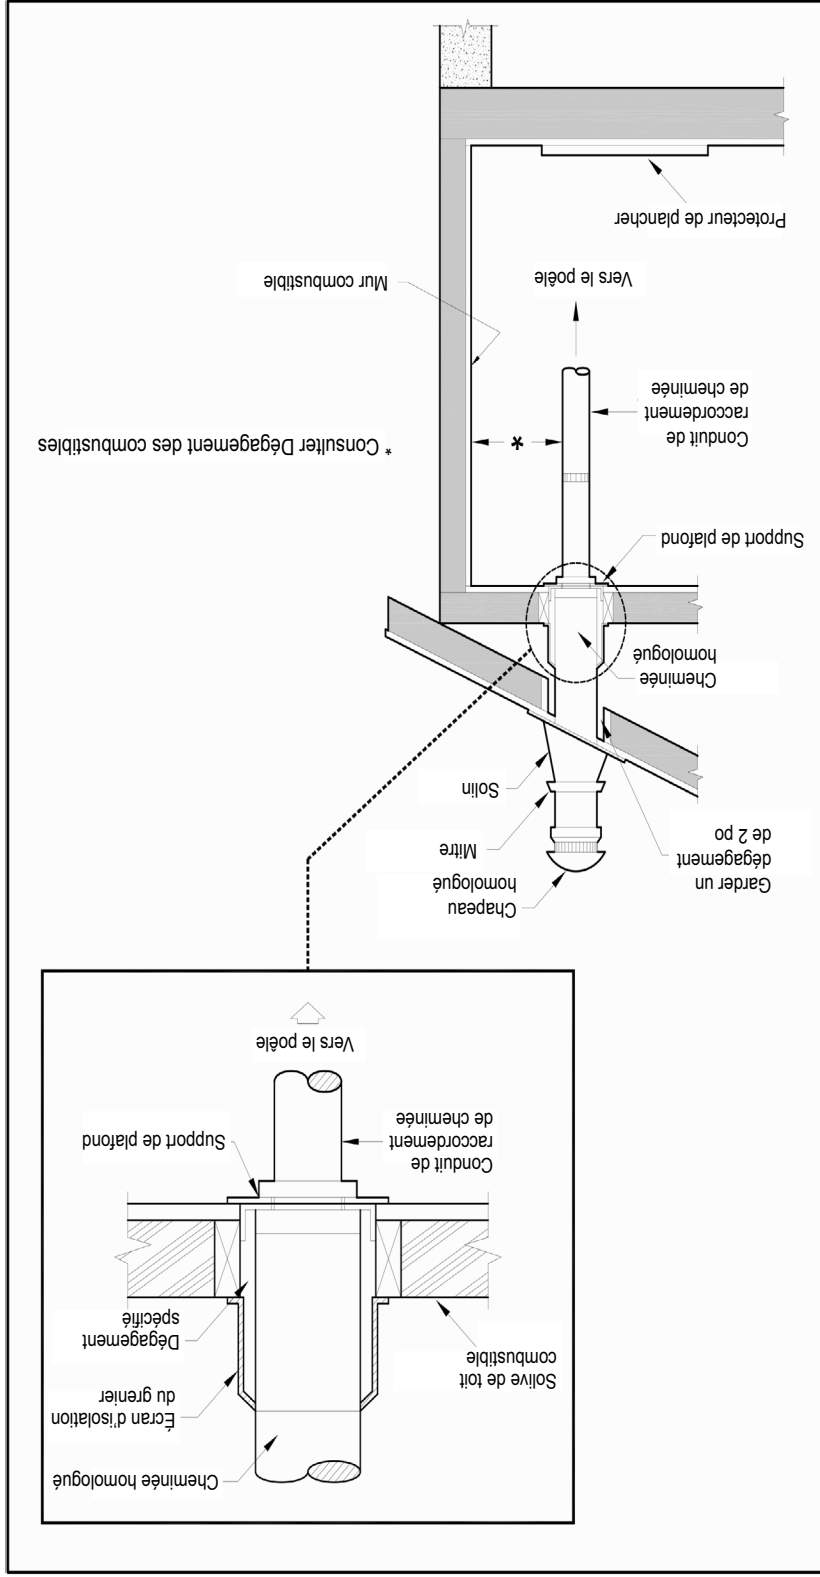 Cheminée homologué
Écran d'isolation
du grenier
Dégagement
spécifié
Solive de toit
combustible
Support de plafond
Conduit de
raccordement
de cheminée
Vers le poêle
Chapeau
homologué
Mitre
Solin
Garder un
dégagement
de 2 po
Cheminée
homologué
Support de plafond
Conduit de
raccordement
de cheminée
*
* Consulter Dégagement des combustibles
Vers le poêle
Mur combustible
Protecteur de plancher